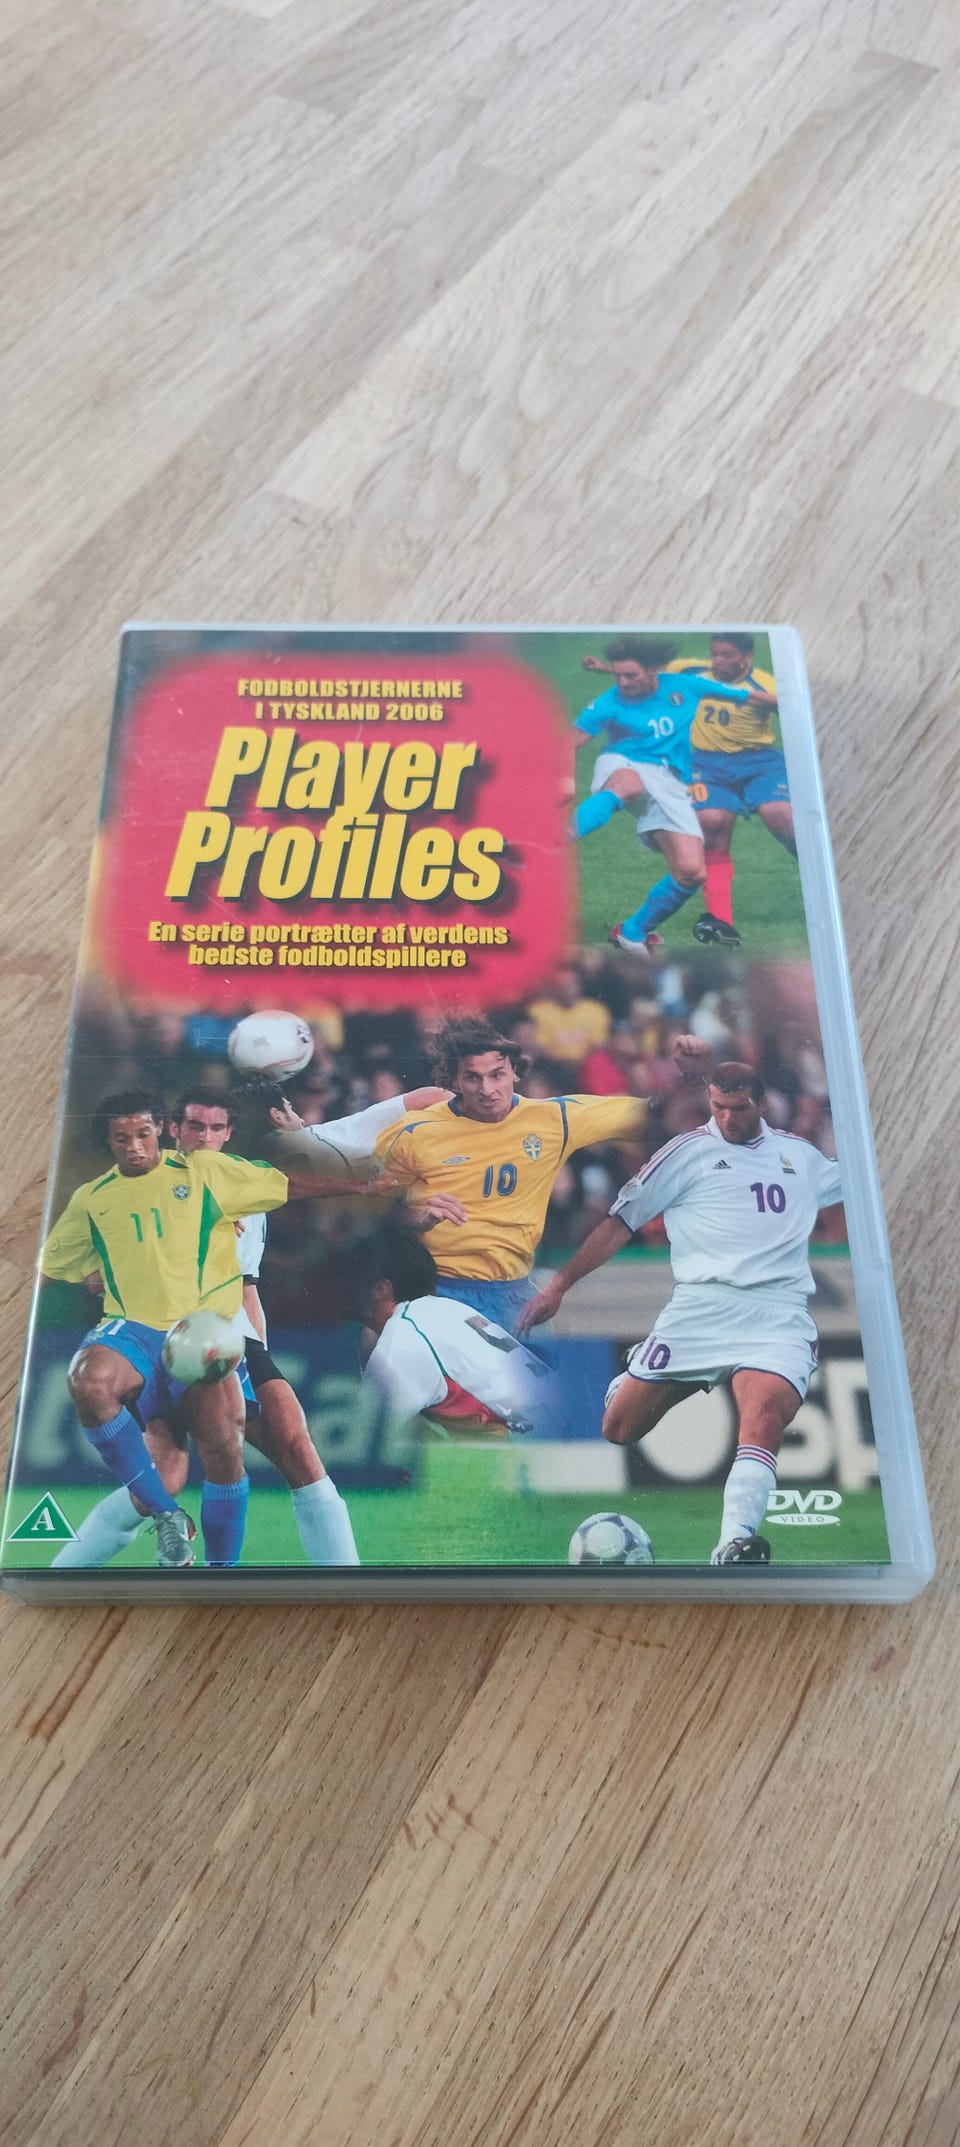 FODBOLDSTJERNERNE
I TYSKLAND 2006
Player
Profiles
En serie portrætter af verdens
bedste fodboldspillere
10
20
11
10
10
10
A
DVD
VIDEO